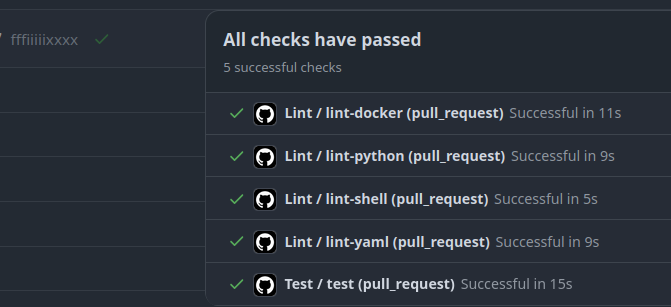 fffiiiiixxxx
All checks have passed
5 successful checks
Lint / lint-docker (pull_request) Successful in 11s
Lint / lint-python (pull_request) Successful in 9s
Lint / lint-shell (pull_request) Successful in 5s
Lint / lint-yaml (pull_request) Successful in 9s
Test / test (pull_request) Successful in 15s